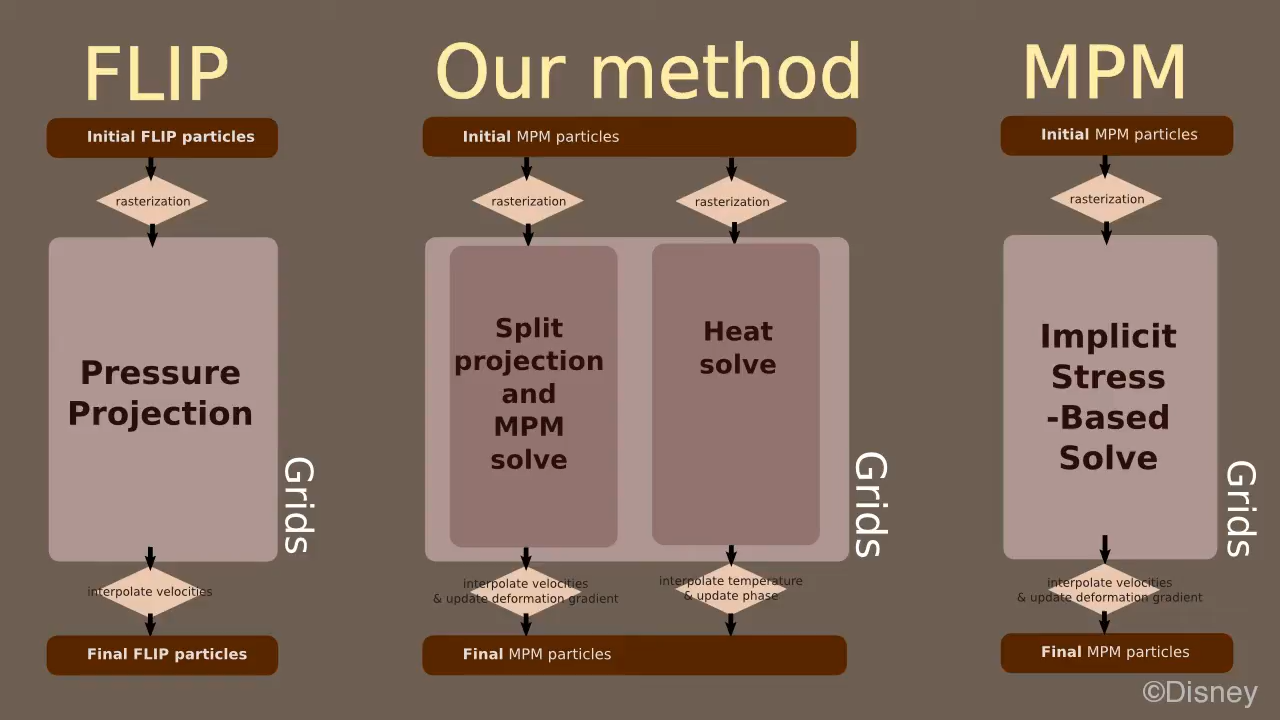 FLIP
Initial FLIP particles
rasterization
Pressure
Projection
Grids
interpolate velocities
Final FLIP particles
Our method
Initial MPM particles
rasterization
rasterization
Split
projection
and
MPM
solve
Heat
solve
Grids
interpolate velocities
& update deformation gradient
interpolate temperature
& update phase
Final MPM particles
MPM
Initial MPM particles
rasterization
Implicit
Stress
-Based
Solve
Grids
interpolate velocities
& update deformation gradient
Final MPM particles
©Disney